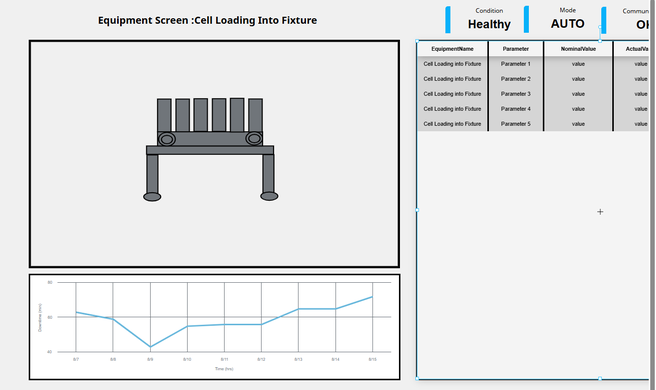 Equipment Screen :Cell Loading Into Fixture
Condition
Healthy
Mode
AUTO
Commun
EquipmentName Parameter NominalValue ActualVa
Cell Loading into Fixture Parameter 1 value value
Cell Loading into Fixture Parameter 2 value value
Cell Loading into Fixture Parameter 3 value value
Cell Loading into Fixture Parameter 4 value value
Cell Loading into Fixture Parameter 5 value value
8/7 8/8 8/9 8/10 8/11 8/12 8/13 8/14 8/15
Time (hrs)